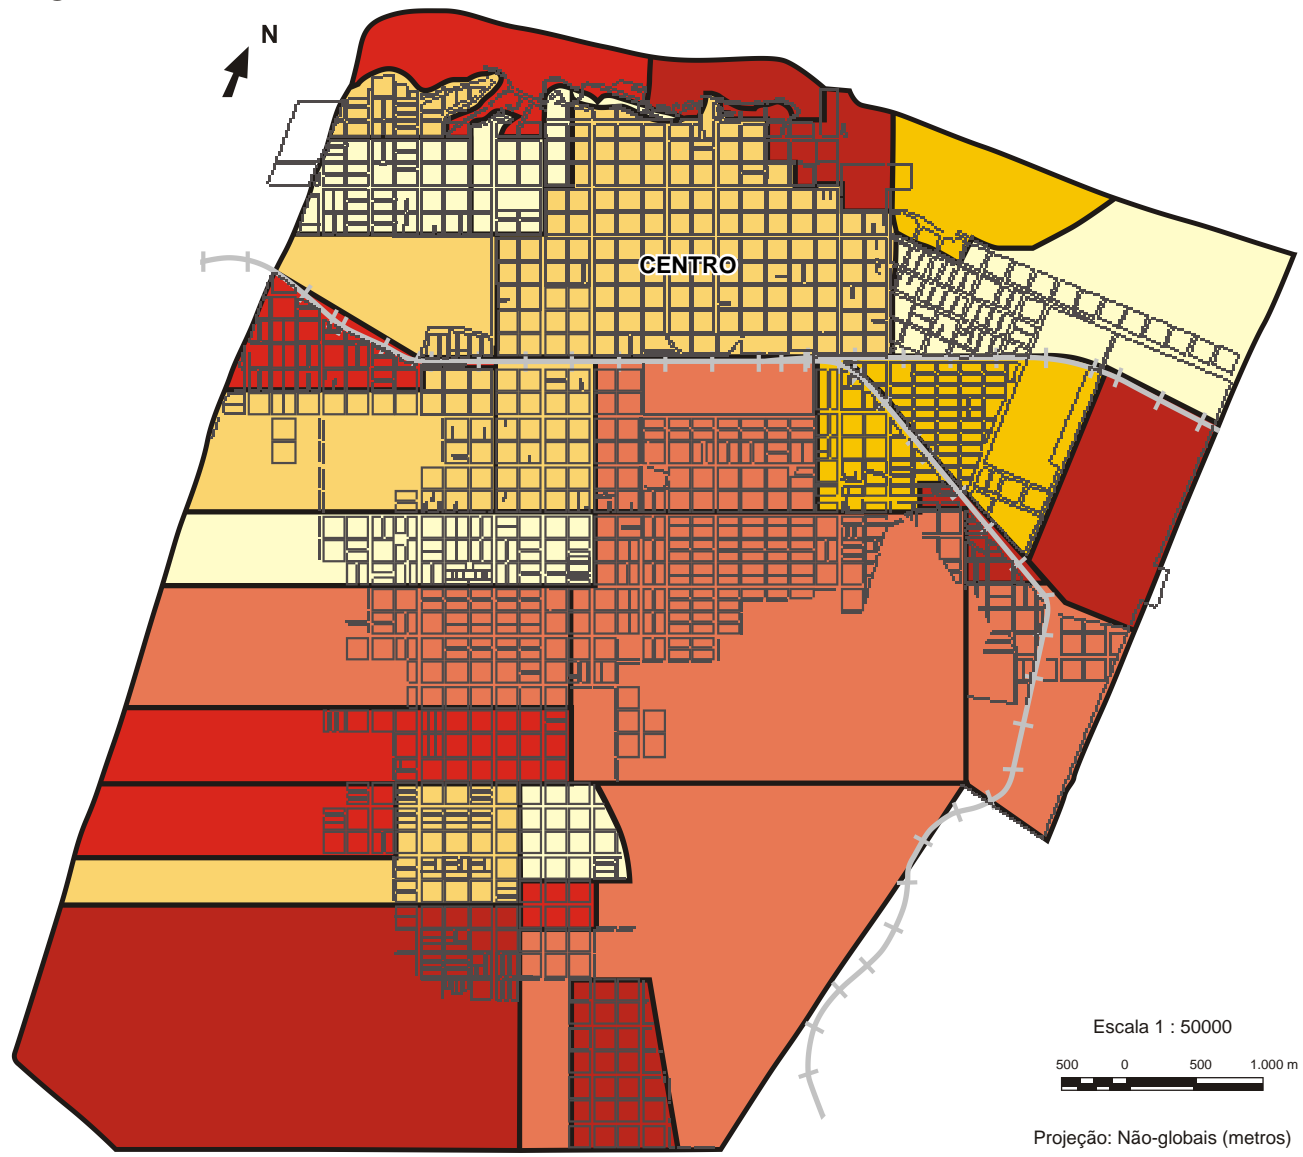 N
CENTRO
Escala 1 : 50000
500 0 500 1.000 m
Projeção: Não-globais (metros)